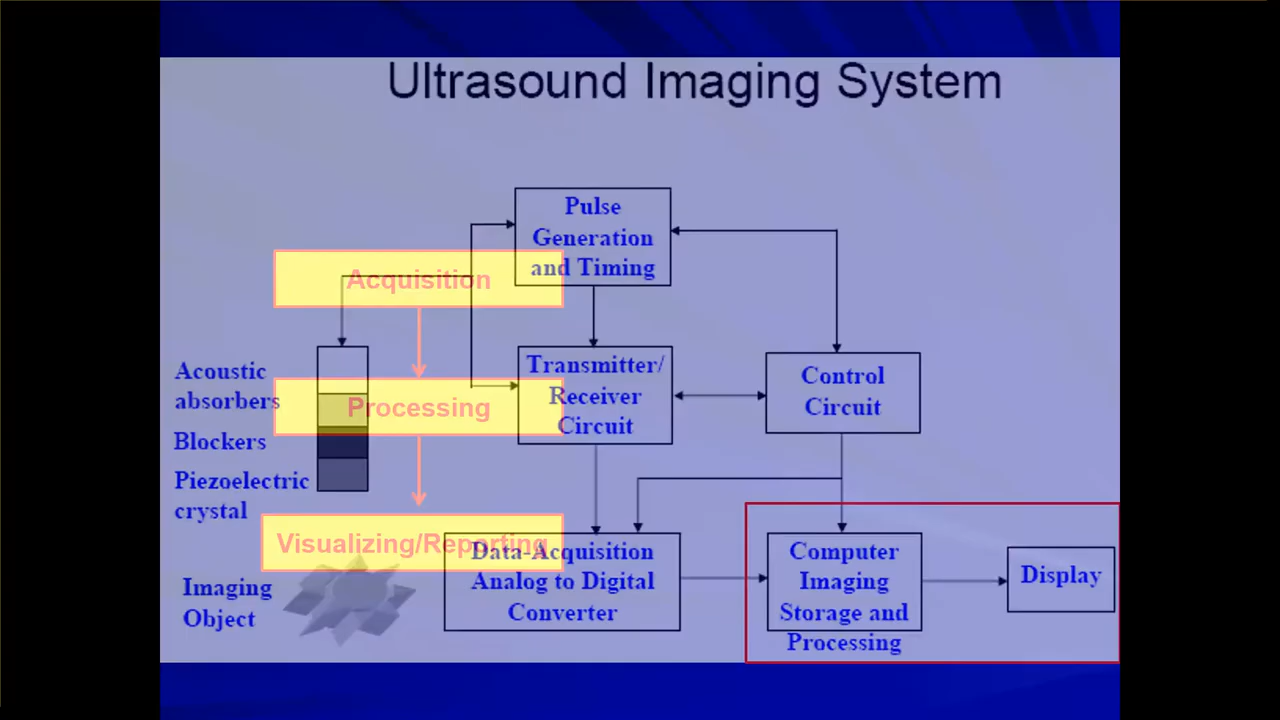 Ultrasound Imaging System
Pulse
Generation
and Timing
Acquisition
Acoustic
absorbers
Blockers
Piezoelectric
crystal
Processing
Transmitter/
Receiver
Circuit
Control
Circuit
Visualizing/Reporting
Imaging
Object
Data-Acquisition
Analog to Digital
Converter
Computer
Imaging
Storage and
Processing
Display